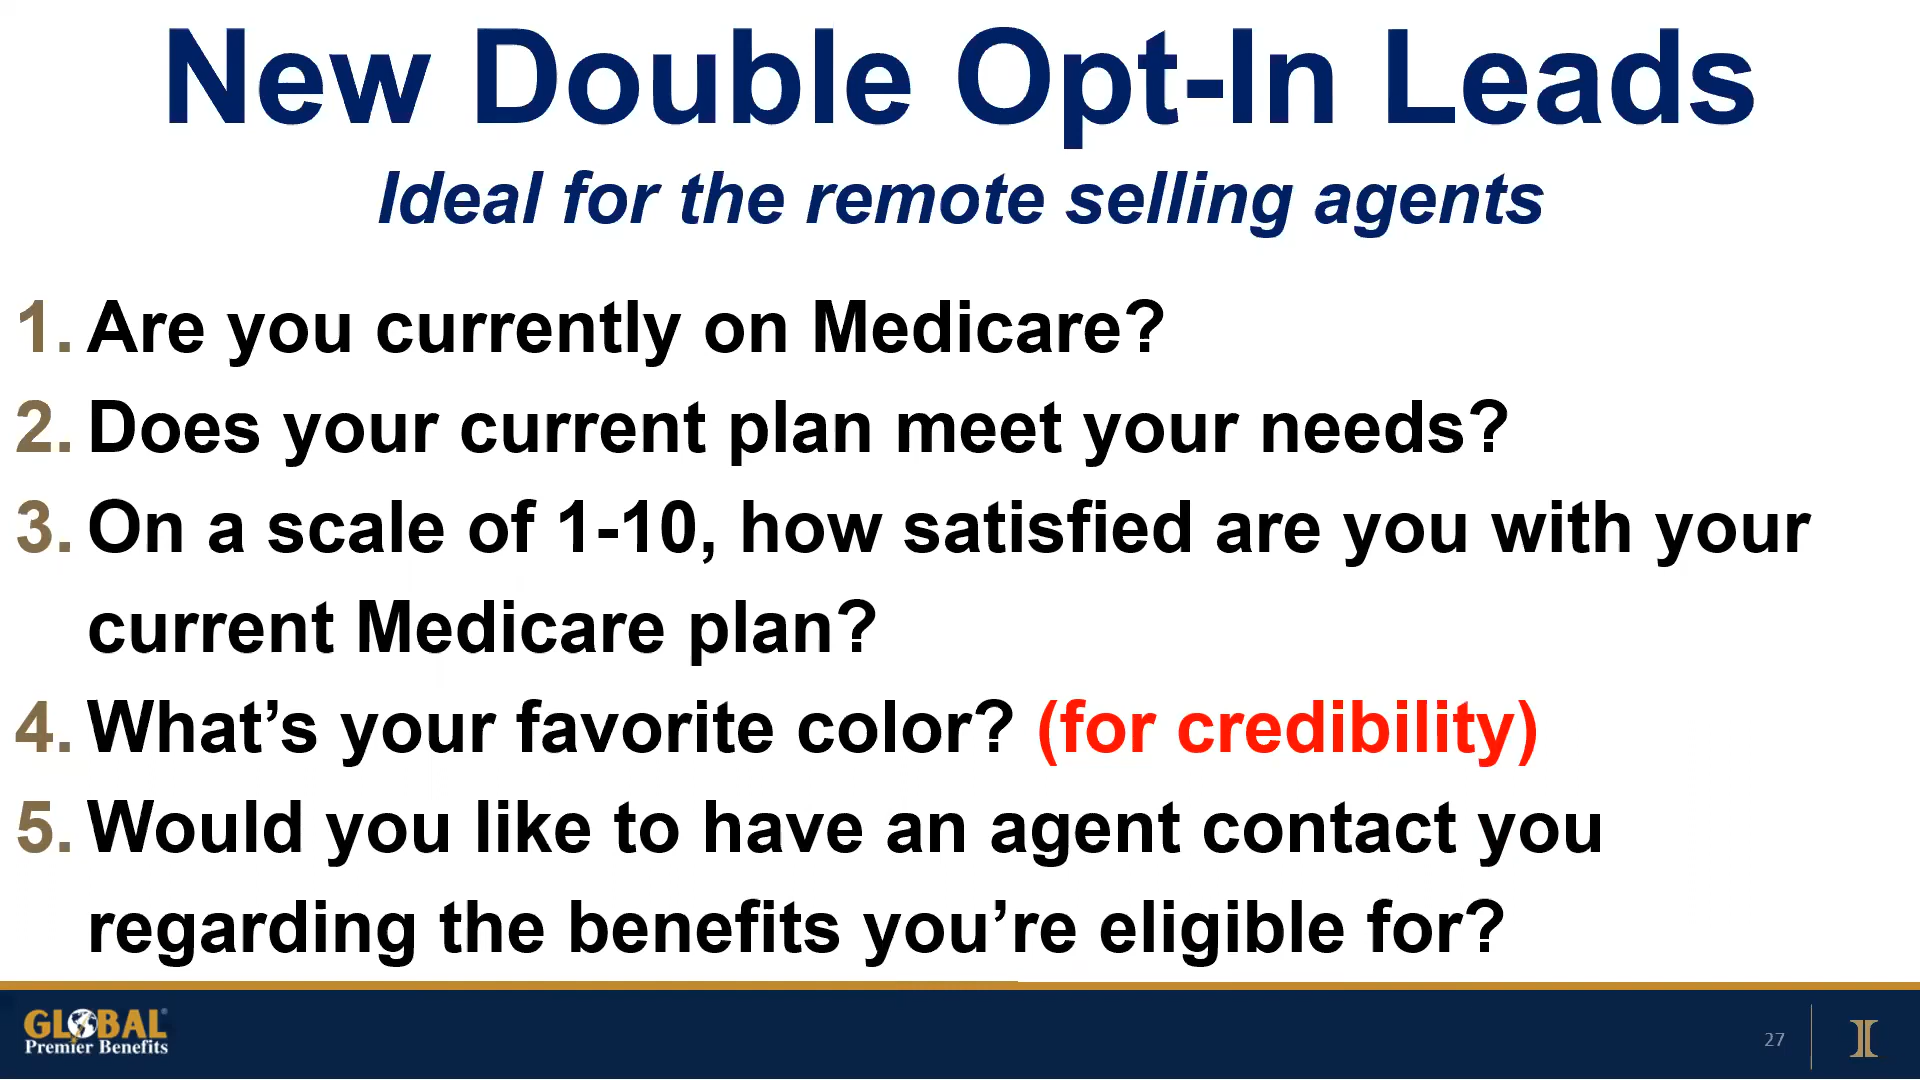 New Double Opt-In Leads
Ideal for the remote selling agents
1. Are you currently on Medicare?
2. Does your current plan meet your needs?
3. On a scale of 1-10, how satisfied are you with your
current Medicare plan?
4. What’s your favorite color? (for credibility)
5. Would you like to have an agent contact you
regarding the benefits you’re eligible for?
GLOBAL
Premier Benefits
27